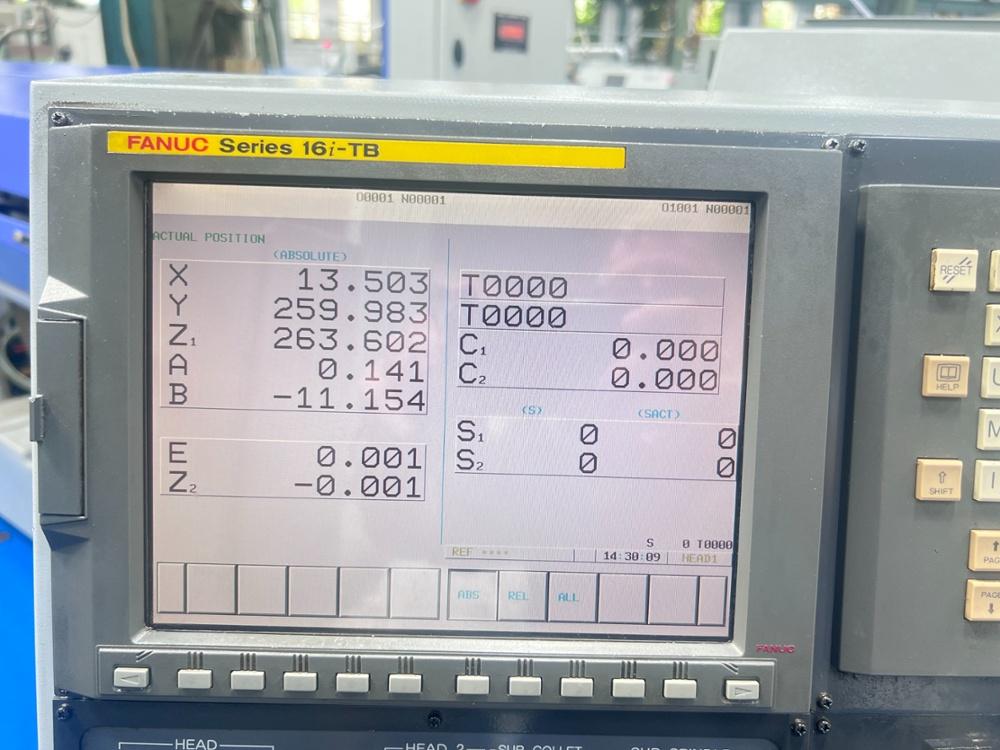 FANUC Series 16i-TB
O0001 N00001
O1001 N00001
ACTUAL POSITION
(ABSOLUTE)
X 13.503
Y 259.983
Z1 263.602
A 0.141
B -11.154
E 0.001
Z2 -0.001
T0000
T0000
C1 0.000
C2 0.000
(S) (SACT)
S1 0 0
S2 0 0
S 0 T0000
REF **** 14:30:09 HEAD1
ABS REL ALL
FANUC
RESET
HELP
SHIFT
HEAD
HEAD 2
SUB COLLET